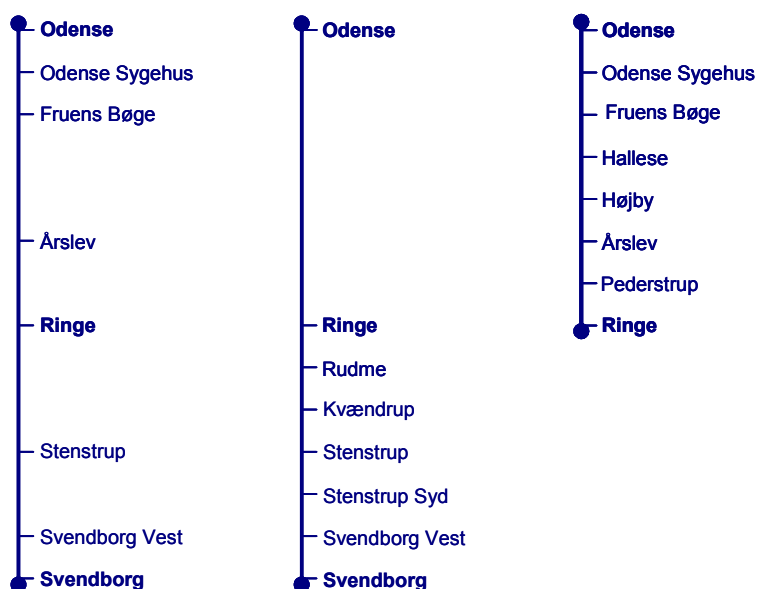 Odense
Odense Sygehus
Fruens Bøge
Årslev
Ringe
Stenstrup
Svendborg Vest
Svendborg
Odense
Ringe
Rudme
Kvændrup
Stenstrup
Stenstrup Syd
Svendborg Vest
Svendborg
Odense
Odense Sygehus
Fruens Bøge
Hallese
Højby
Årslev
Pederstrup
Ringe